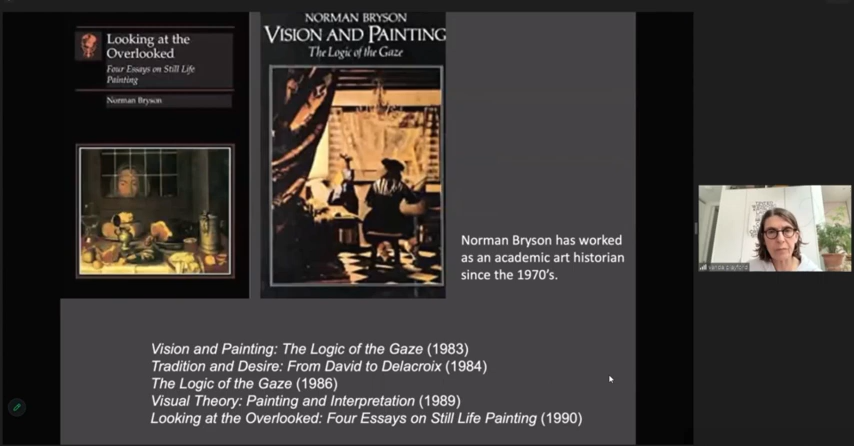 Looking at the
Overlooked
Four Essays on Still Life
Painting
Norman Bryson
NORMAN BRYSON
VISION AND PAINTING
The Logic of the Gaze
Norman Bryson has worked
as an academic art historian
since the 1970's.
Vision and Painting: The Logic of the Gaze (1983)
Tradition and Desire: From David to Delacroix (1984)
The Logic of the Gaze (1986)
Visual Theory: Painting and Interpretation (1989)
Looking at the Overlooked: Four Essays on Still Life Painting (1990)